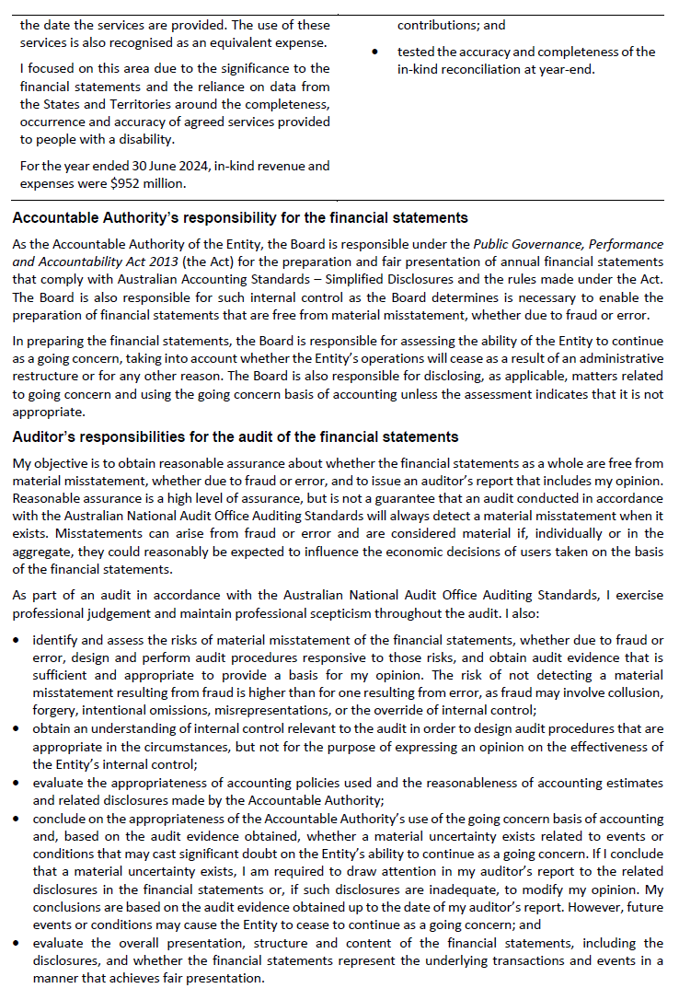 the date the services are provided. The use of these
services is also recognised as an equivalent expense.
I focused on this area due to the significance to the
financial statements and the reliance on data from
the States and Territories around the completeness,
occurrence and accuracy of agreed services provided
to people with a disability.
For the year ended 30 June 2024, in-kind revenue and
expenses were $952 million.
contributions; and
• tested the accuracy and completeness of the
in-kind reconciliation at year-end.
Accountable Authority’s responsibility for the financial statements
As the Accountable Authority of the Entity, the Board is responsible under the Public Governance, Performance
and Accountability Act 2013 (the Act) for the preparation and fair presentation of annual financial statements
that comply with Australian Accounting Standards – Simplified Disclosures and the rules made under the Act.
The Board is also responsible for such internal control as the Board determines is necessary to enable the
preparation of financial statements that are free from material misstatement, whether due to fraud or error.
In preparing the financial statements, the Board is responsible for assessing the ability of the Entity to continue
as a going concern, taking into account whether the Entity’s operations will cease as a result of an administrative
restructure or for any other reason. The Board is also responsible for disclosing, as applicable, matters related
to going concern and using the going concern basis of accounting unless the assessment indicates that it is not
appropriate.
Auditor’s responsibilities for the audit of the financial statements
My objective is to obtain reasonable assurance about whether the financial statements as a whole are free from
material misstatement, whether due to fraud or error, and to issue an auditor’s report that includes my opinion.
Reasonable assurance is a high level of assurance, but is not a guarantee that an audit conducted in accordance
with the Australian National Audit Office Auditing Standards will always detect a material misstatement when it
exists. Misstatements can arise from fraud or error and are considered material if, individually or in the
aggregate, they could reasonably be expected to influence the economic decisions of users taken on the basis
of the financial statements.
As part of an audit in accordance with the Australian National Audit Office Auditing Standards, I exercise
professional judgement and maintain professional scepticism throughout the audit. I also:
• identify and assess the risks of material misstatement of the financial statements, whether due to fraud or
error, design and perform audit procedures responsive to those risks, and obtain audit evidence that is
sufficient and appropriate to provide a basis for my opinion. The risk of not detecting a material
misstatement resulting from fraud is higher than for one resulting from error, as fraud may involve collusion,
forgery, intentional omissions, misrepresentations, or the override of internal control;
• obtain an understanding of internal control relevant to the audit in order to design audit procedures that are
appropriate in the circumstances, but not for the purpose of expressing an opinion on the effectiveness of
the Entity’s internal control;
• evaluate the appropriateness of accounting policies used and the reasonableness of accounting estimates
and related disclosures made by the Accountable Authority;
• conclude on the appropriateness of the Accountable Authority’s use of the going concern basis of accounting
and, based on the audit evidence obtained, whether a material uncertainty exists related to events or
conditions that may cast significant doubt on the Entity’s ability to continue as a going concern. If I conclude
that a material uncertainty exists, I am required to draw attention in my auditor’s report to the related
disclosures in the financial statements or, if such disclosures are inadequate, to modify my opinion. My
conclusions are based on the audit evidence obtained up to the date of my auditor’s report. However, future
events or conditions may cause the Entity to cease to continue as a going concern; and
• evaluate the overall presentation, structure and content of the financial statements, including the
disclosures, and whether the financial statements represent the underlying transactions and events in a
manner that achieves fair presentation.